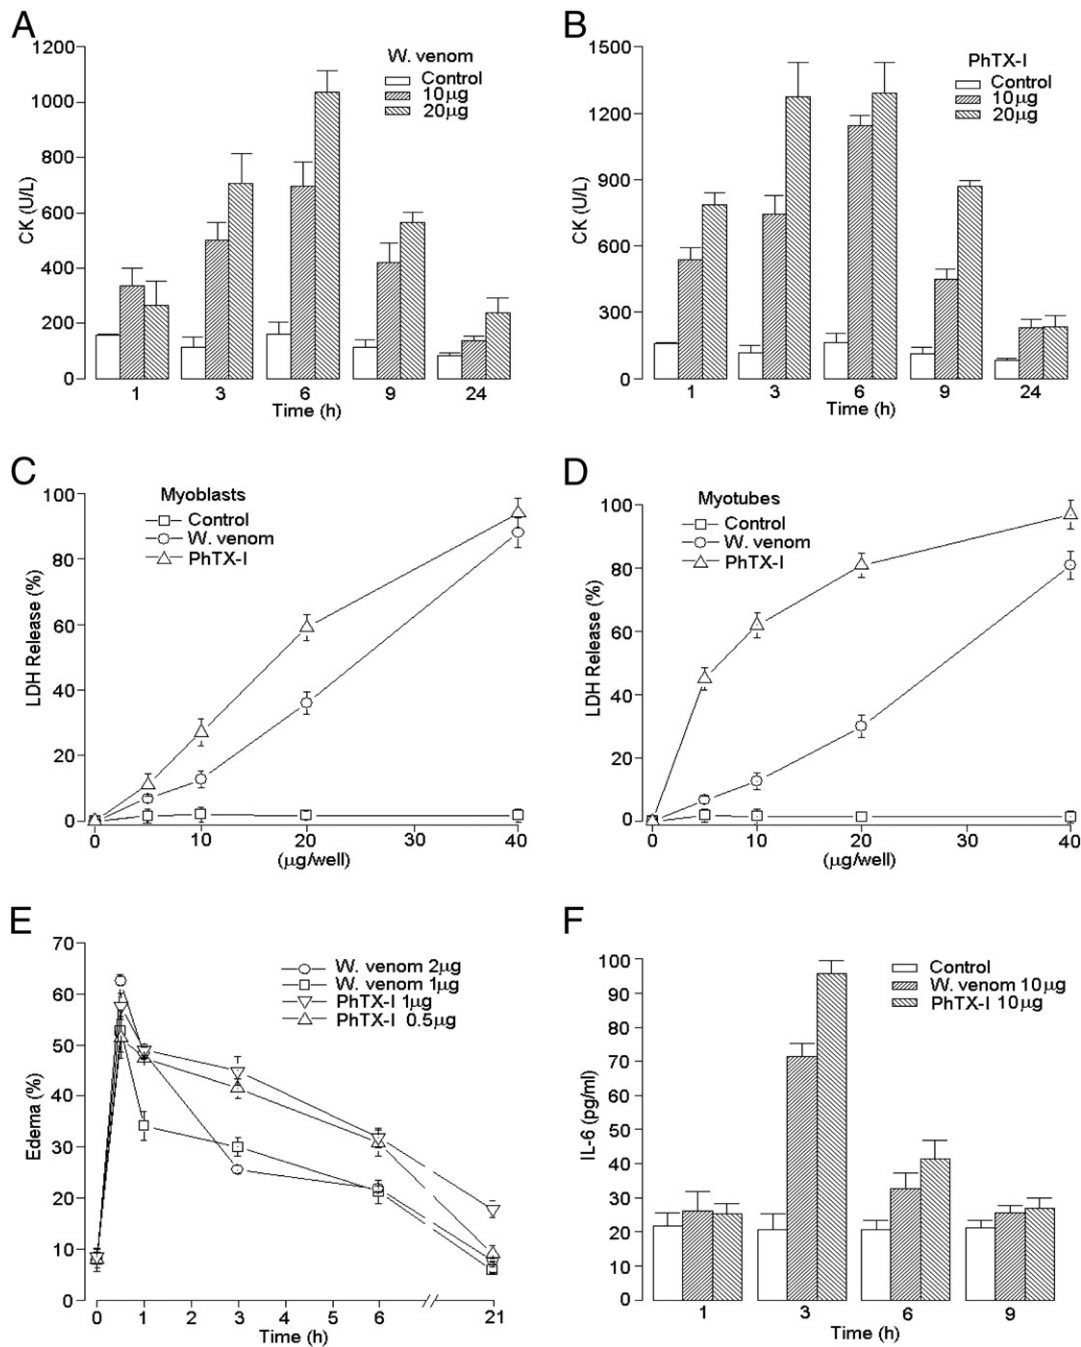 A
W. venom
Control
10µg
20µg
1200
1000
800
600
400
200
0
CK (U/L)
1 3 6 9 24
Time (h)
B
PhTX-I
Control
10µg
20µg
1500
1200
900
600
300
0
CK (U/L)
1 3 6 9 24
Time (h)
C
Myoblasts
Control
W. venom
PhTX-I
100
80
60
40
20
0
LDH Release (%)
0 10 20 30 40
(µg/well)
D
Myotubes
Control
W. venom
PhTX-I
100
80
60
40
20
0
LDH Release (%)
0 10 20 30 40
(µg/well)
E
W. venom 2µg
W. venom 1µg
PhTX-I 1µg
PhTX-I 0.5µg
70
60
50
40
30
20
10
0
Edema (%)
0 1 2 3 4 5 6 21
Time (h)
F
Control
W. venom 10µg
PhTX-I 10µg
100
90
80
70
60
50
40
30
20
10
0
IL-6 (pg/ml)
1 3 6 9
Time (h)